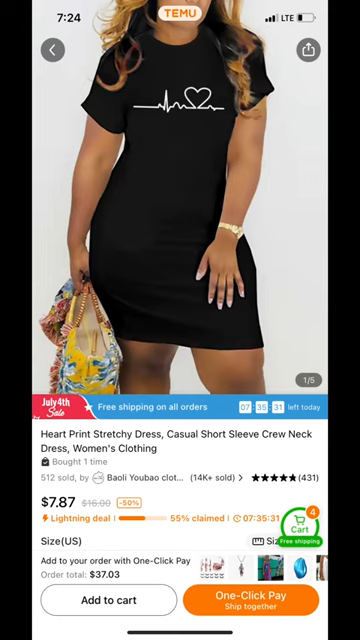 7:24
TEMU
LTE
1/5
July 4th
Sale
Free shipping on all orders
07 : 35 : 31 left today
Heart Print Stretchy Dress, Casual Short Sleeve Crew Neck
Dress, Women's Clothing
Bought 1 time
512 sold, by Baoli Youbao clot... (14K+ sold) > ★★★★★ (431)
$7.87 $16.00 -50%
Lightning deal 55% claimed 07:35:31
4
Cart
Free shipping
Size(US)
Add to your order with One-Click Pay
Order total: $37.03
Add to cart
One-Click Pay
Ship together